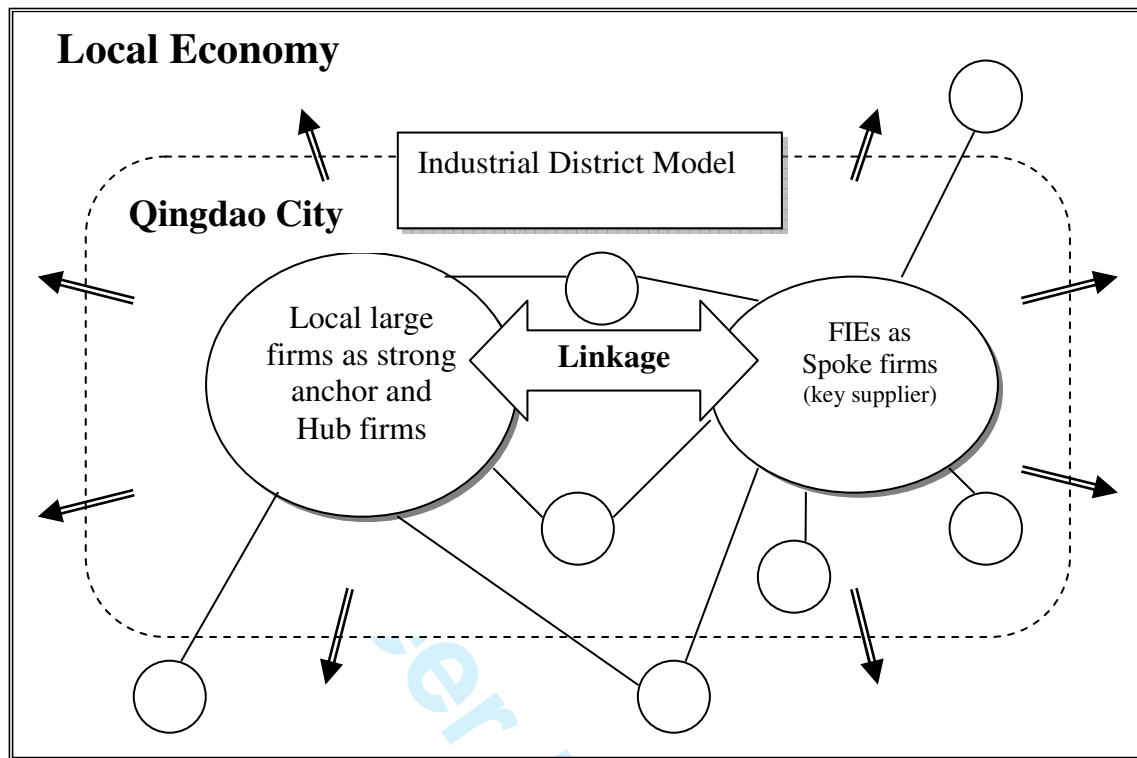 Local Economy
Industrial District Model
Qingdao City
Local large
firms as strong
anchor and
Hub firms
Linkage
FIEs as
Spoke firms
(key supplier)
cer